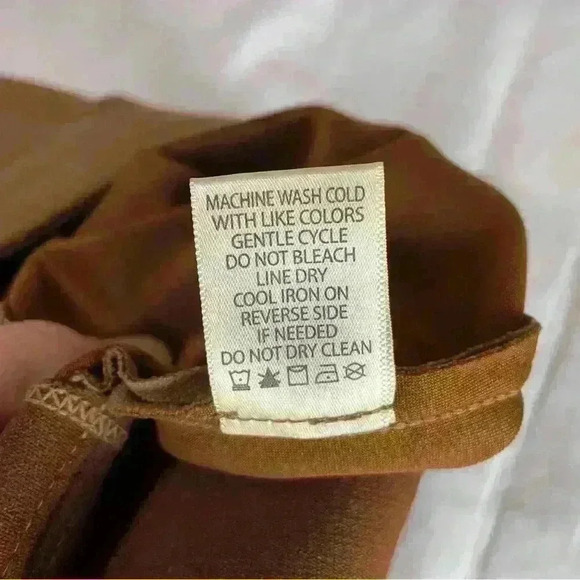 MACHINE WASH COLD
WITH LIKE COLORS
GENTLE CYCLE
DO NOT BLEACH
LINE DRY
COOL IRON ON
REVERSE SIDE
IF NEEDED
DO NOT DRY CLEAN